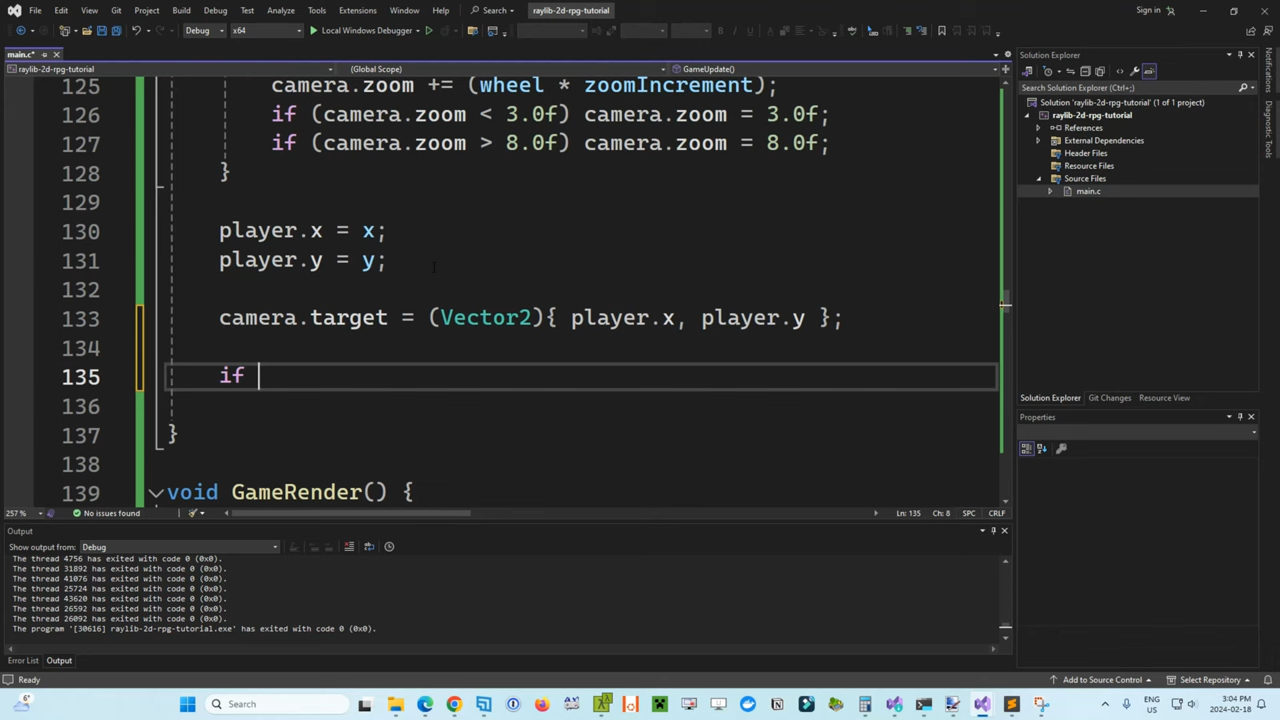 File Edit View Git Project Build Debug Test Analyze Tools Extensions Window Help Search raylib-2d-rpg-tutorial Sign in
Debug x64 Local Windows Debugger
main.c*
raylib-2d-rpg-tutorial (Global Scope) GameUpdate()
125 camera.zoom += (wheel * zoomIncrement);
126 if (camera.zoom < 3.0f) camera.zoom = 3.0f;
127 if (camera.zoom > 8.0f) camera.zoom = 8.0f;
128 }
129
130 player.x = x;
131 player.y = y;
132
133 camera.target = (Vector2){ player.x, player.y };
134
135 if
136
137 }
138
139 void GameRender() {
257 % No issues found Ln: 135 Ch: 8 SPC CRLF
Output
Show output from: Debug
The thread 4756 has exited with code 0 (0x0).
The thread 31892 has exited with code 0 (0x0).
The thread 41076 has exited with code 0 (0x0).
The thread 25724 has exited with code 0 (0x0).
The thread 43620 has exited with code 0 (0x0).
The thread 26592 has exited with code 0 (0x0).
The thread 26092 has exited with code 0 (0x0).
The program '[30616] raylib-2d-rpg-tutorial.exe' has exited with code 0 (0x0).
Error List Output
Ready
Solution Explorer
Search Solution Explorer (Ctrl+;)
Solution 'raylib-2d-rpg-tutorial' (1 of 1 project)
raylib-2d-rpg-tutorial
References
External Dependencies
Header Files
Resource Files
Source Files
main.c
Solution Explorer Git Changes Resource View
Properties
Notifications
Diagnostic Tools
Add to Source Control Select Repository
6°
Search
ENG
US
3:04 PM
2024-02-18